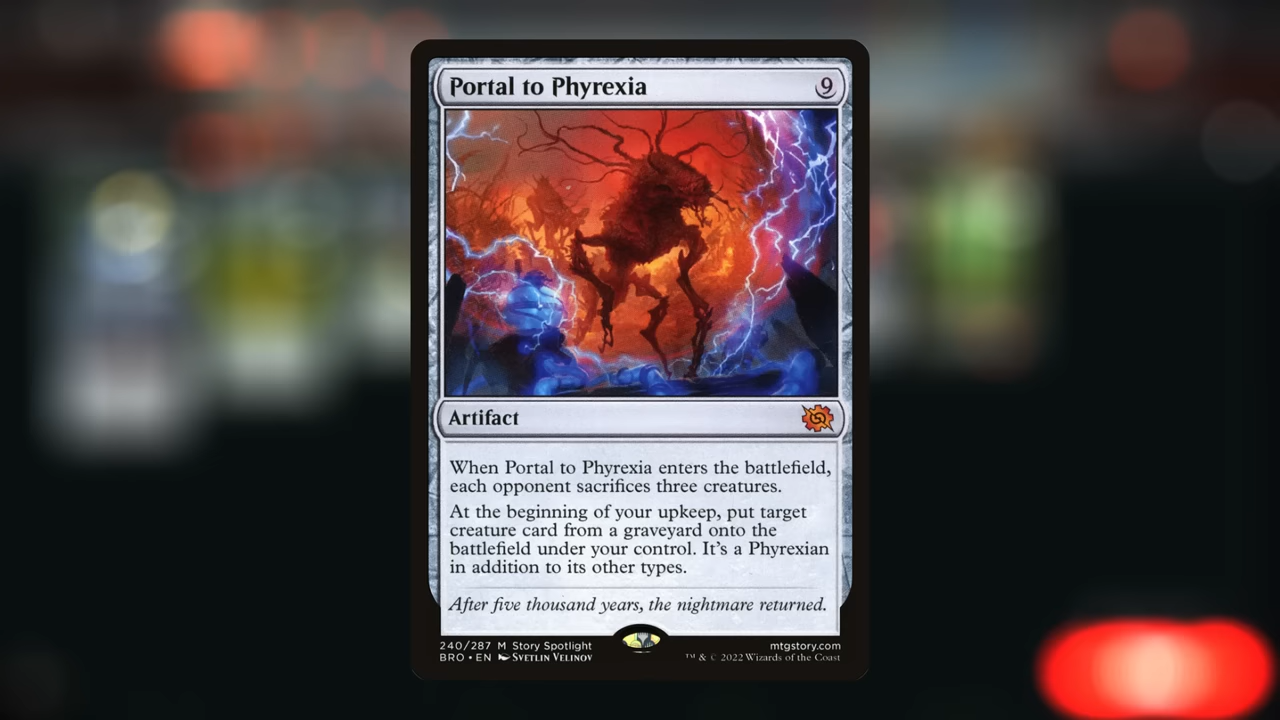 Portal to Phyrexia 9
Artifact
When Portal to Phyrexia enters the battlefield,
each opponent sacrifices three creatures.
At the beginning of your upkeep, put target
creature card from a graveyard onto the
battlefield under your control. It's a Phyrexian
in addition to its other types.
After five thousand years, the nightmare returned.
240/287 M Story Spotlight mtgstory.com
BRO • EN Svetlin Velinov ™ & © 2022 Wizards of the Coast